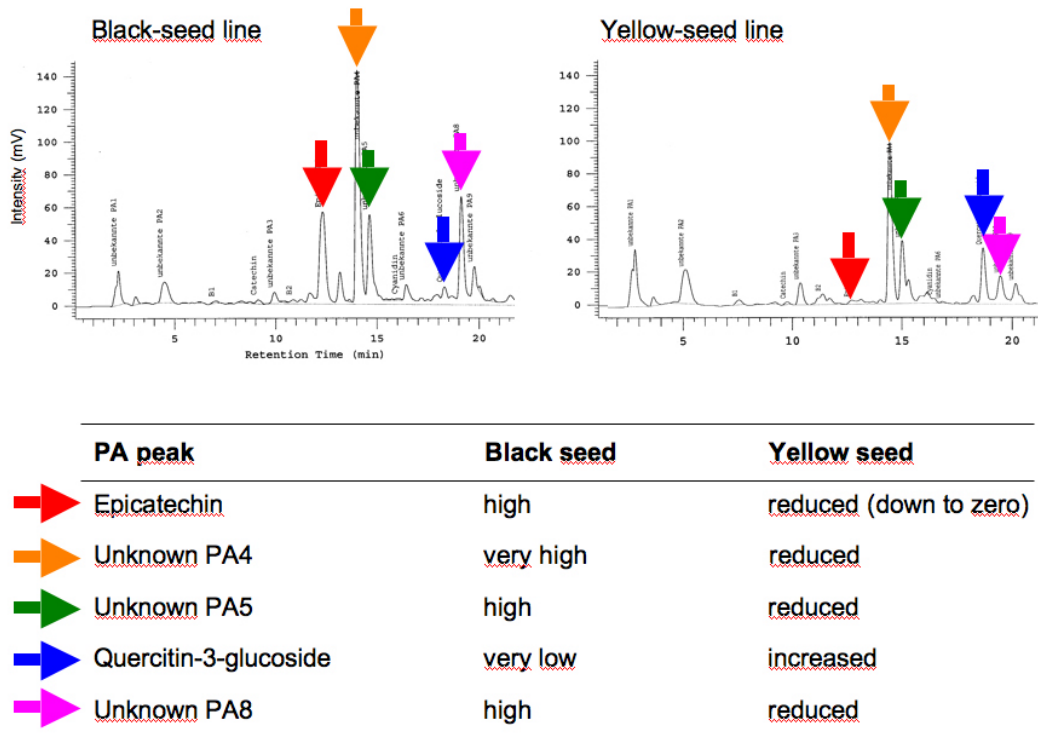 Black-seed line
Yellow-seed line
Intensity (mV)
140
120
100
80
60
40
20
0
unbekannte PA1
unbekannte PA2
B1
Catechin
unbekannte PA3
B2
Cyanidin
unbekannte PA6
unbekannte PA9
5
10
15
20
Retention Time (min)
140
120
100
80
60
40
20
0
unbekannte PA1
unbekannte PA2
B1
Catechin
unbekannte PA3
B2
Cyanidin
unbekannte PA6
5
10
15
20
PA peak Black seed Yellow seed
Epicatechin high reduced (down to zero)
Unknown PA4 very high reduced
Unknown PA5 high reduced
Quercitin-3-glucoside very low increased
Unknown PA8 high reduced